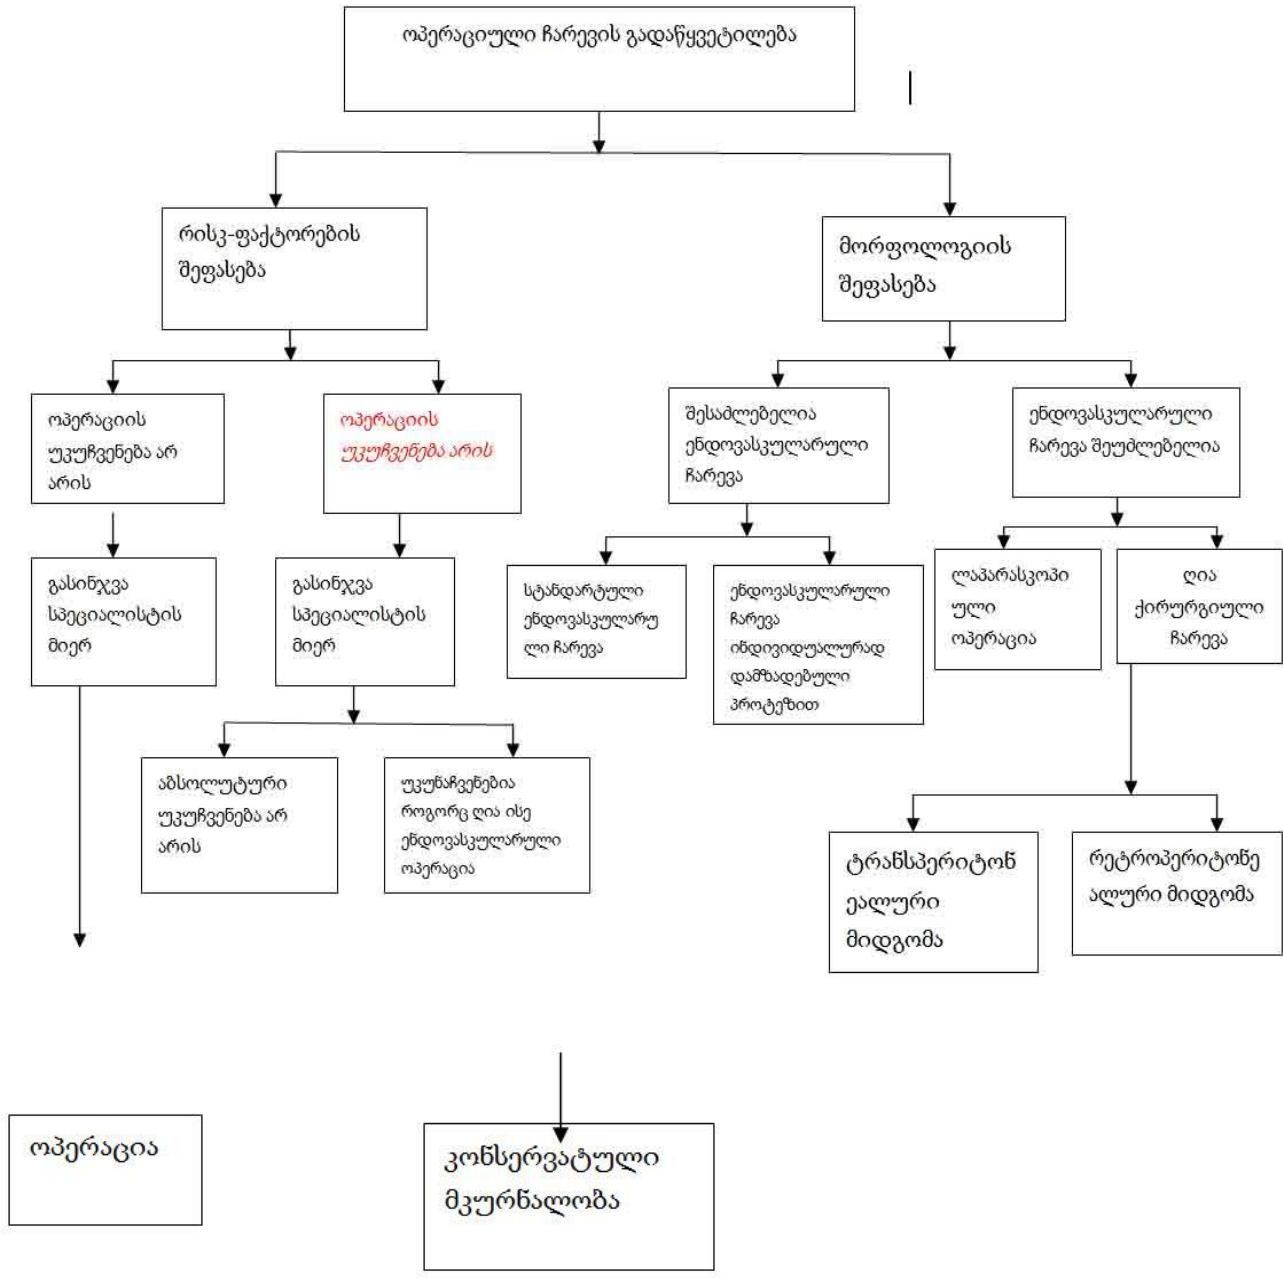 ოპერაციული ჩარევის გადაწყვეტილება
რისკ-ფაქტორების
შეფასება
მორფოლოგიის
შეფასება
ოპერაციის
უკუჩვენება არ
არის
ოპერაციის
უკუჩვენება არის
შესაძლებელია
ენდოვასკულარული
ჩარევა
ენდოვასკულარული
ჩარევა შეუძლებელია
გასინჯვა
სპეციალისტის
მიერ
გასინჯვა
სპეციალისტის
მიერ
სტანდარტული
ენდოვასკულარუ
ლი ჩარევა
ენდოვასკულარული
ჩარევა
ინდივიდუალურად
დამზადებული
პროტეზით
ლაპარასკოპი
ული
ოპერაცია
ღია
ქირურგიული
ჩარევა
აბსოლუტური
უკუჩვენება არ
არის
უკუნაჩვენებია
როგორც ღია ისე
ენდოვასკულარული
ოპერაცია
ტრანსპერიტონ
ეალური
მიდგომა
რეტროპერიტონე
ალური მიდგომა
ოპერაცია
კონსერვატული
მკურნალობა